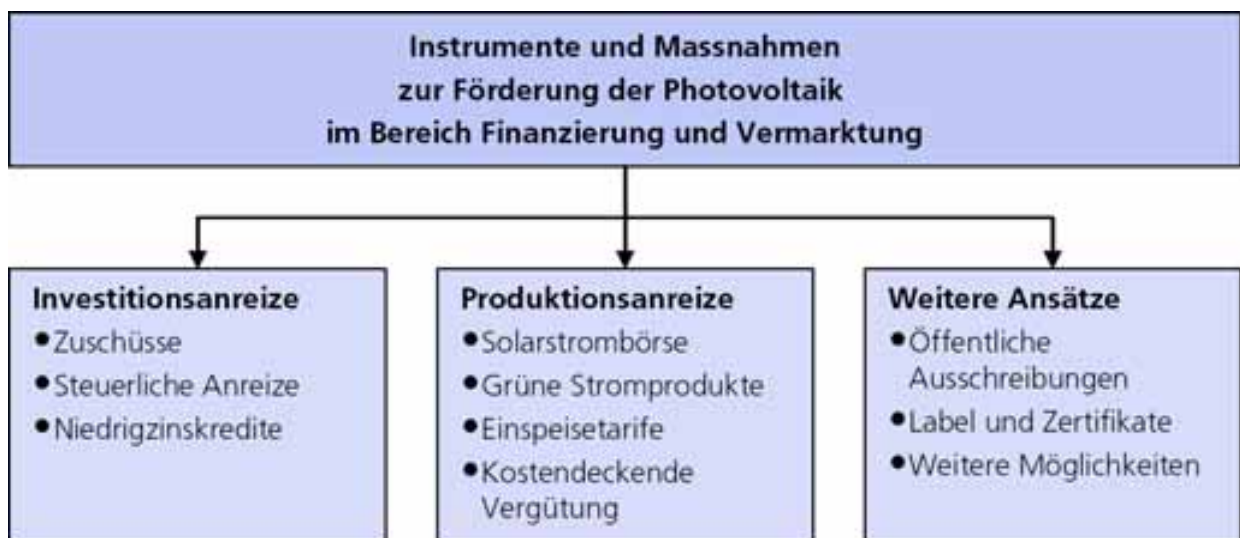 Instrumente und Massnahmen
zur Förderung der Photovoltaik
im Bereich Finanzierung und Vermarktung
Investitionsanreize
●Zuschüsse
●Steuerliche Anreize
●Niedrigzinskredite
Produktionsanreize
●Solarstrombörse
●Grüne Stromprodukte
●Einspeisetarife
●Kostendeckende
Vergütung
Weitere Ansätze
●Öffentliche
Ausschreibungen
●Label und Zertifikate
●Weitere Möglichkeiten